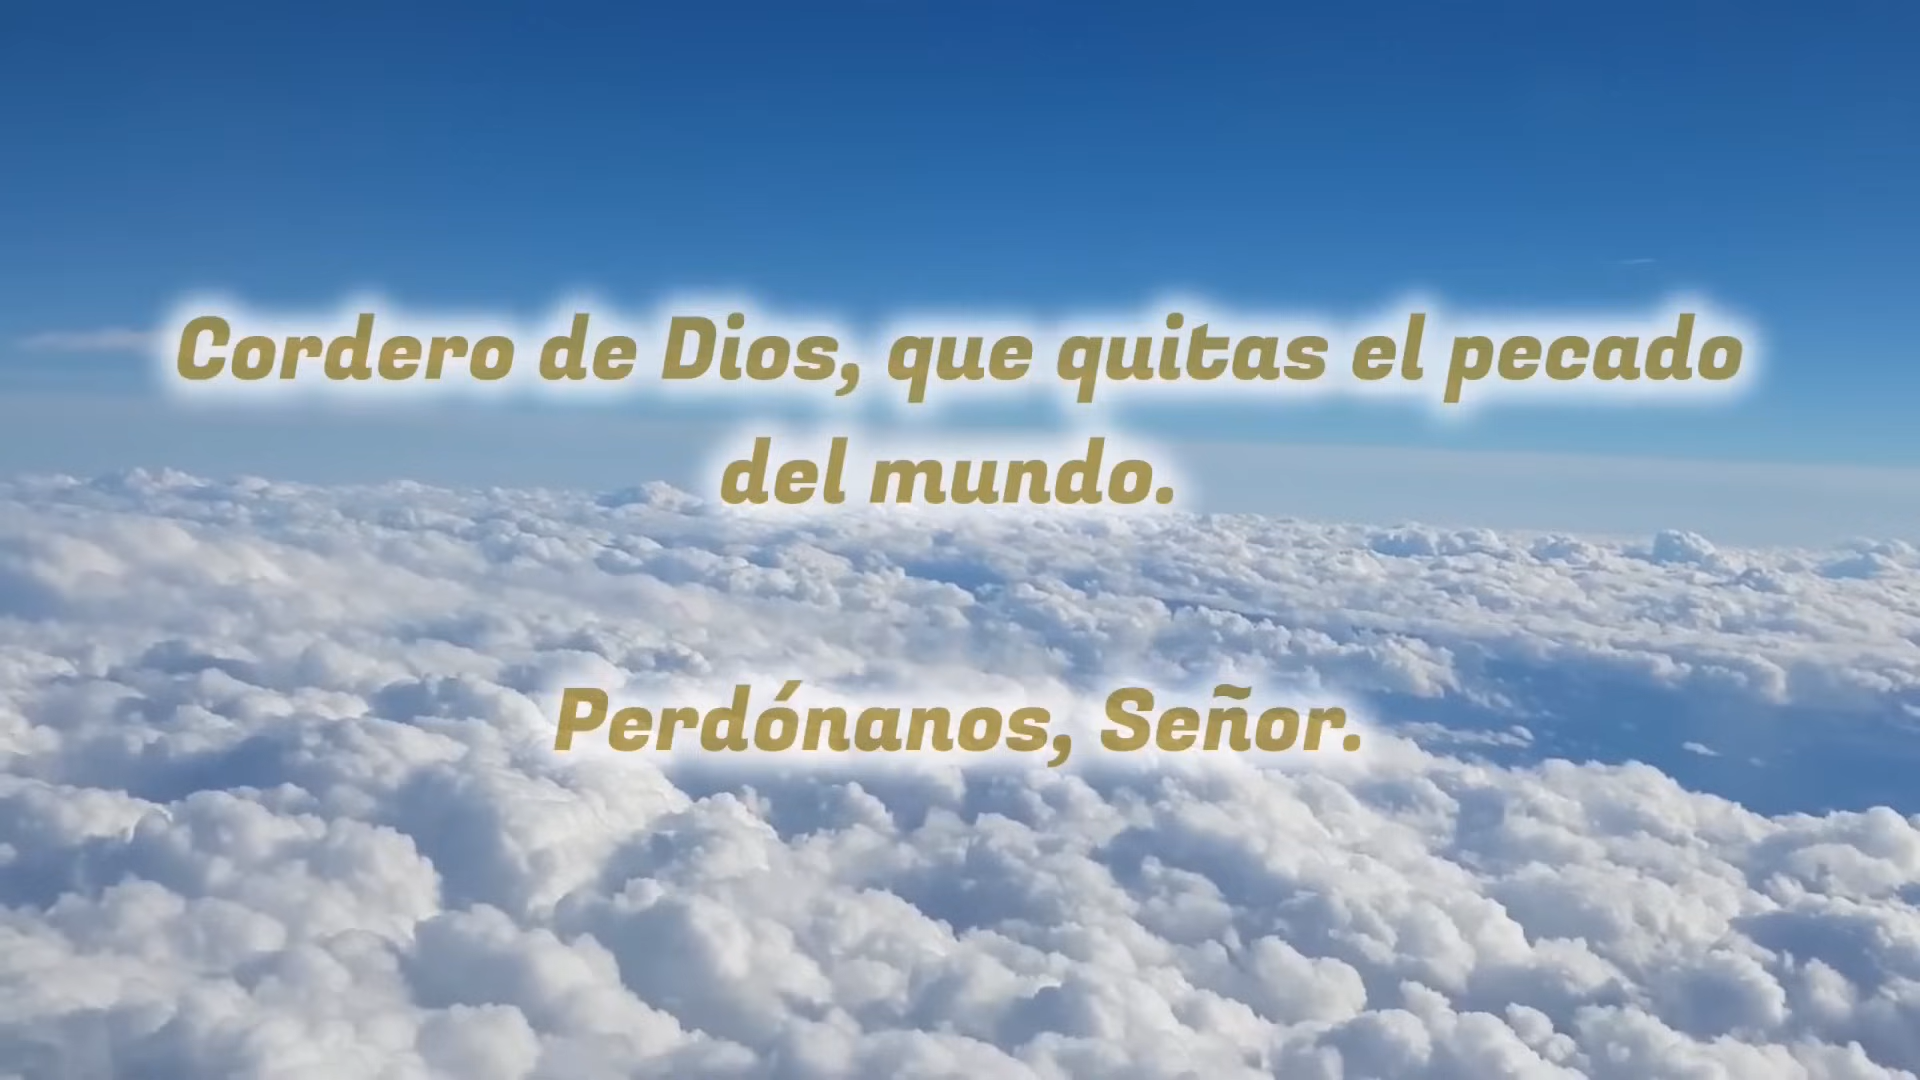 Cordero de Dios, que quitas el pecado
del mundo.
Perdónanos, Señor.